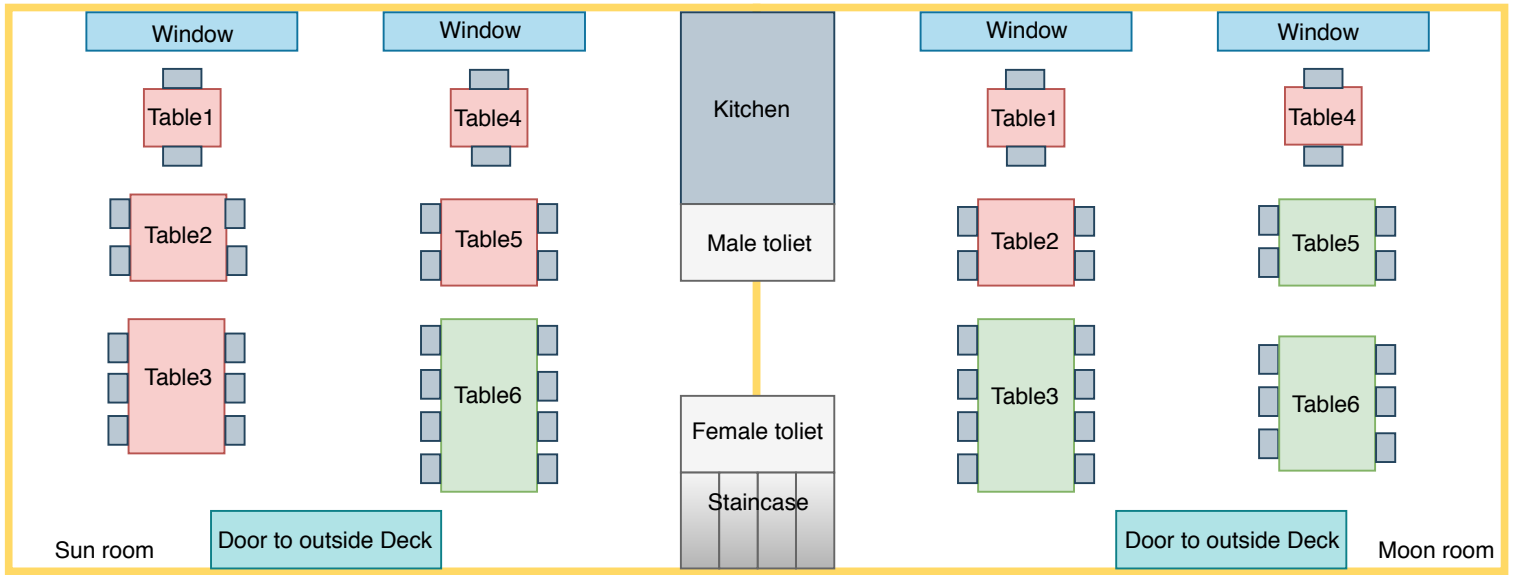 Window
Window
Window
Window
Table1
Table4
Kitchen
Table1
Table4
Table2
Table5
Male toliet
Table2
Table5
Table3
Table6
Female toliet
Table3
Table6
Staincase
Sun room
Door to outside Deck
Door to outside Deck
Moon room